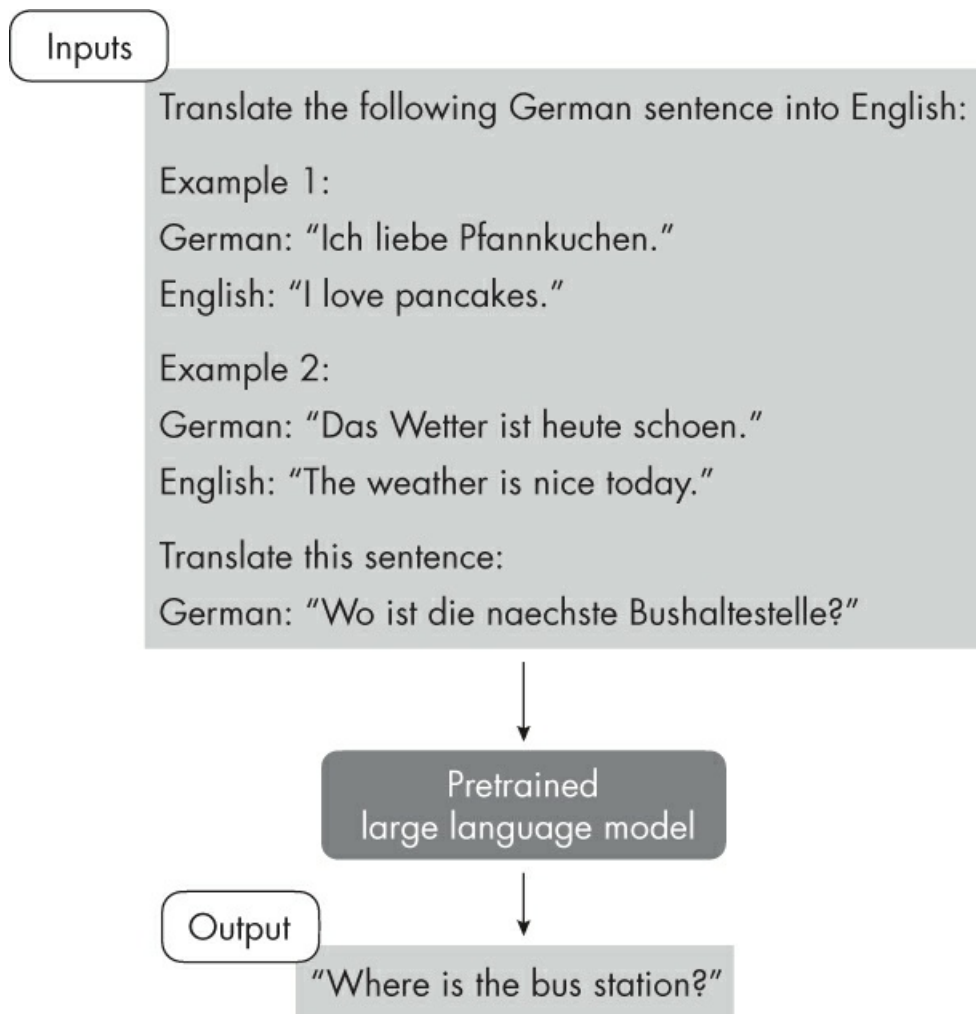 Inputs
Translate the following German sentence into English:
Example 1:
German: “Ich liebe Pfannkuchen.”
English: “I love pancakes.”
Example 2:
German: “Das Wetter ist heute schoen.”
English: “The weather is nice today.”
Translate this sentence:
German: “Wo ist die naechste Bushaltestelle?”
Pretrained
large language model
Output
“Where is the bus station?”